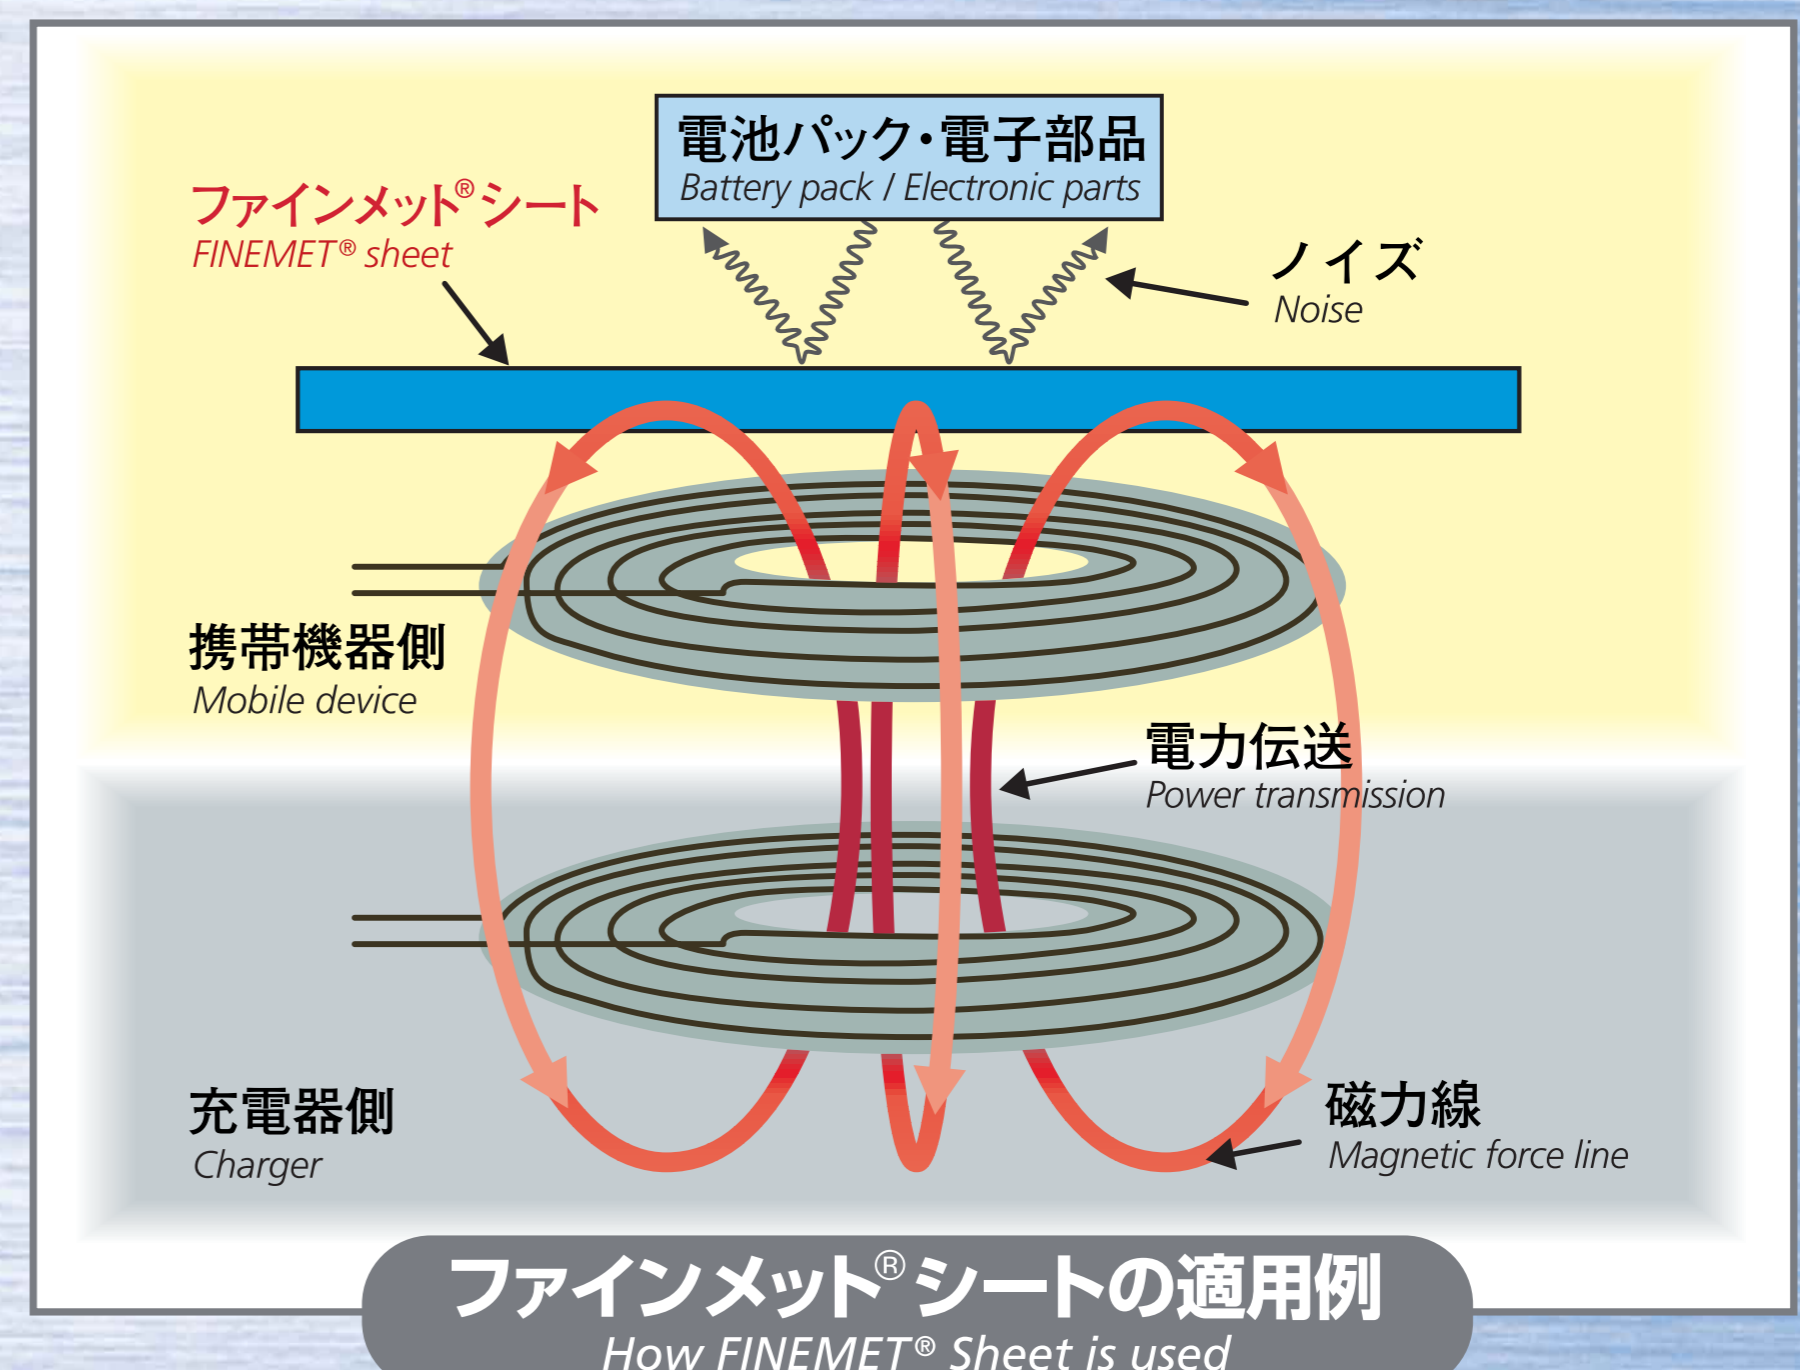 電池パック・電子部品
Battery pack / Electronic parts
ファインメット®シート
FINEMET® sheet
ノイズ
Noise
携帯機器側
Mobile device
電力伝送
Power transmission
充電器側
Charger
磁力線
Magnetic force line
ファインメット®シートの適用例
How FINEMET® Sheet is used